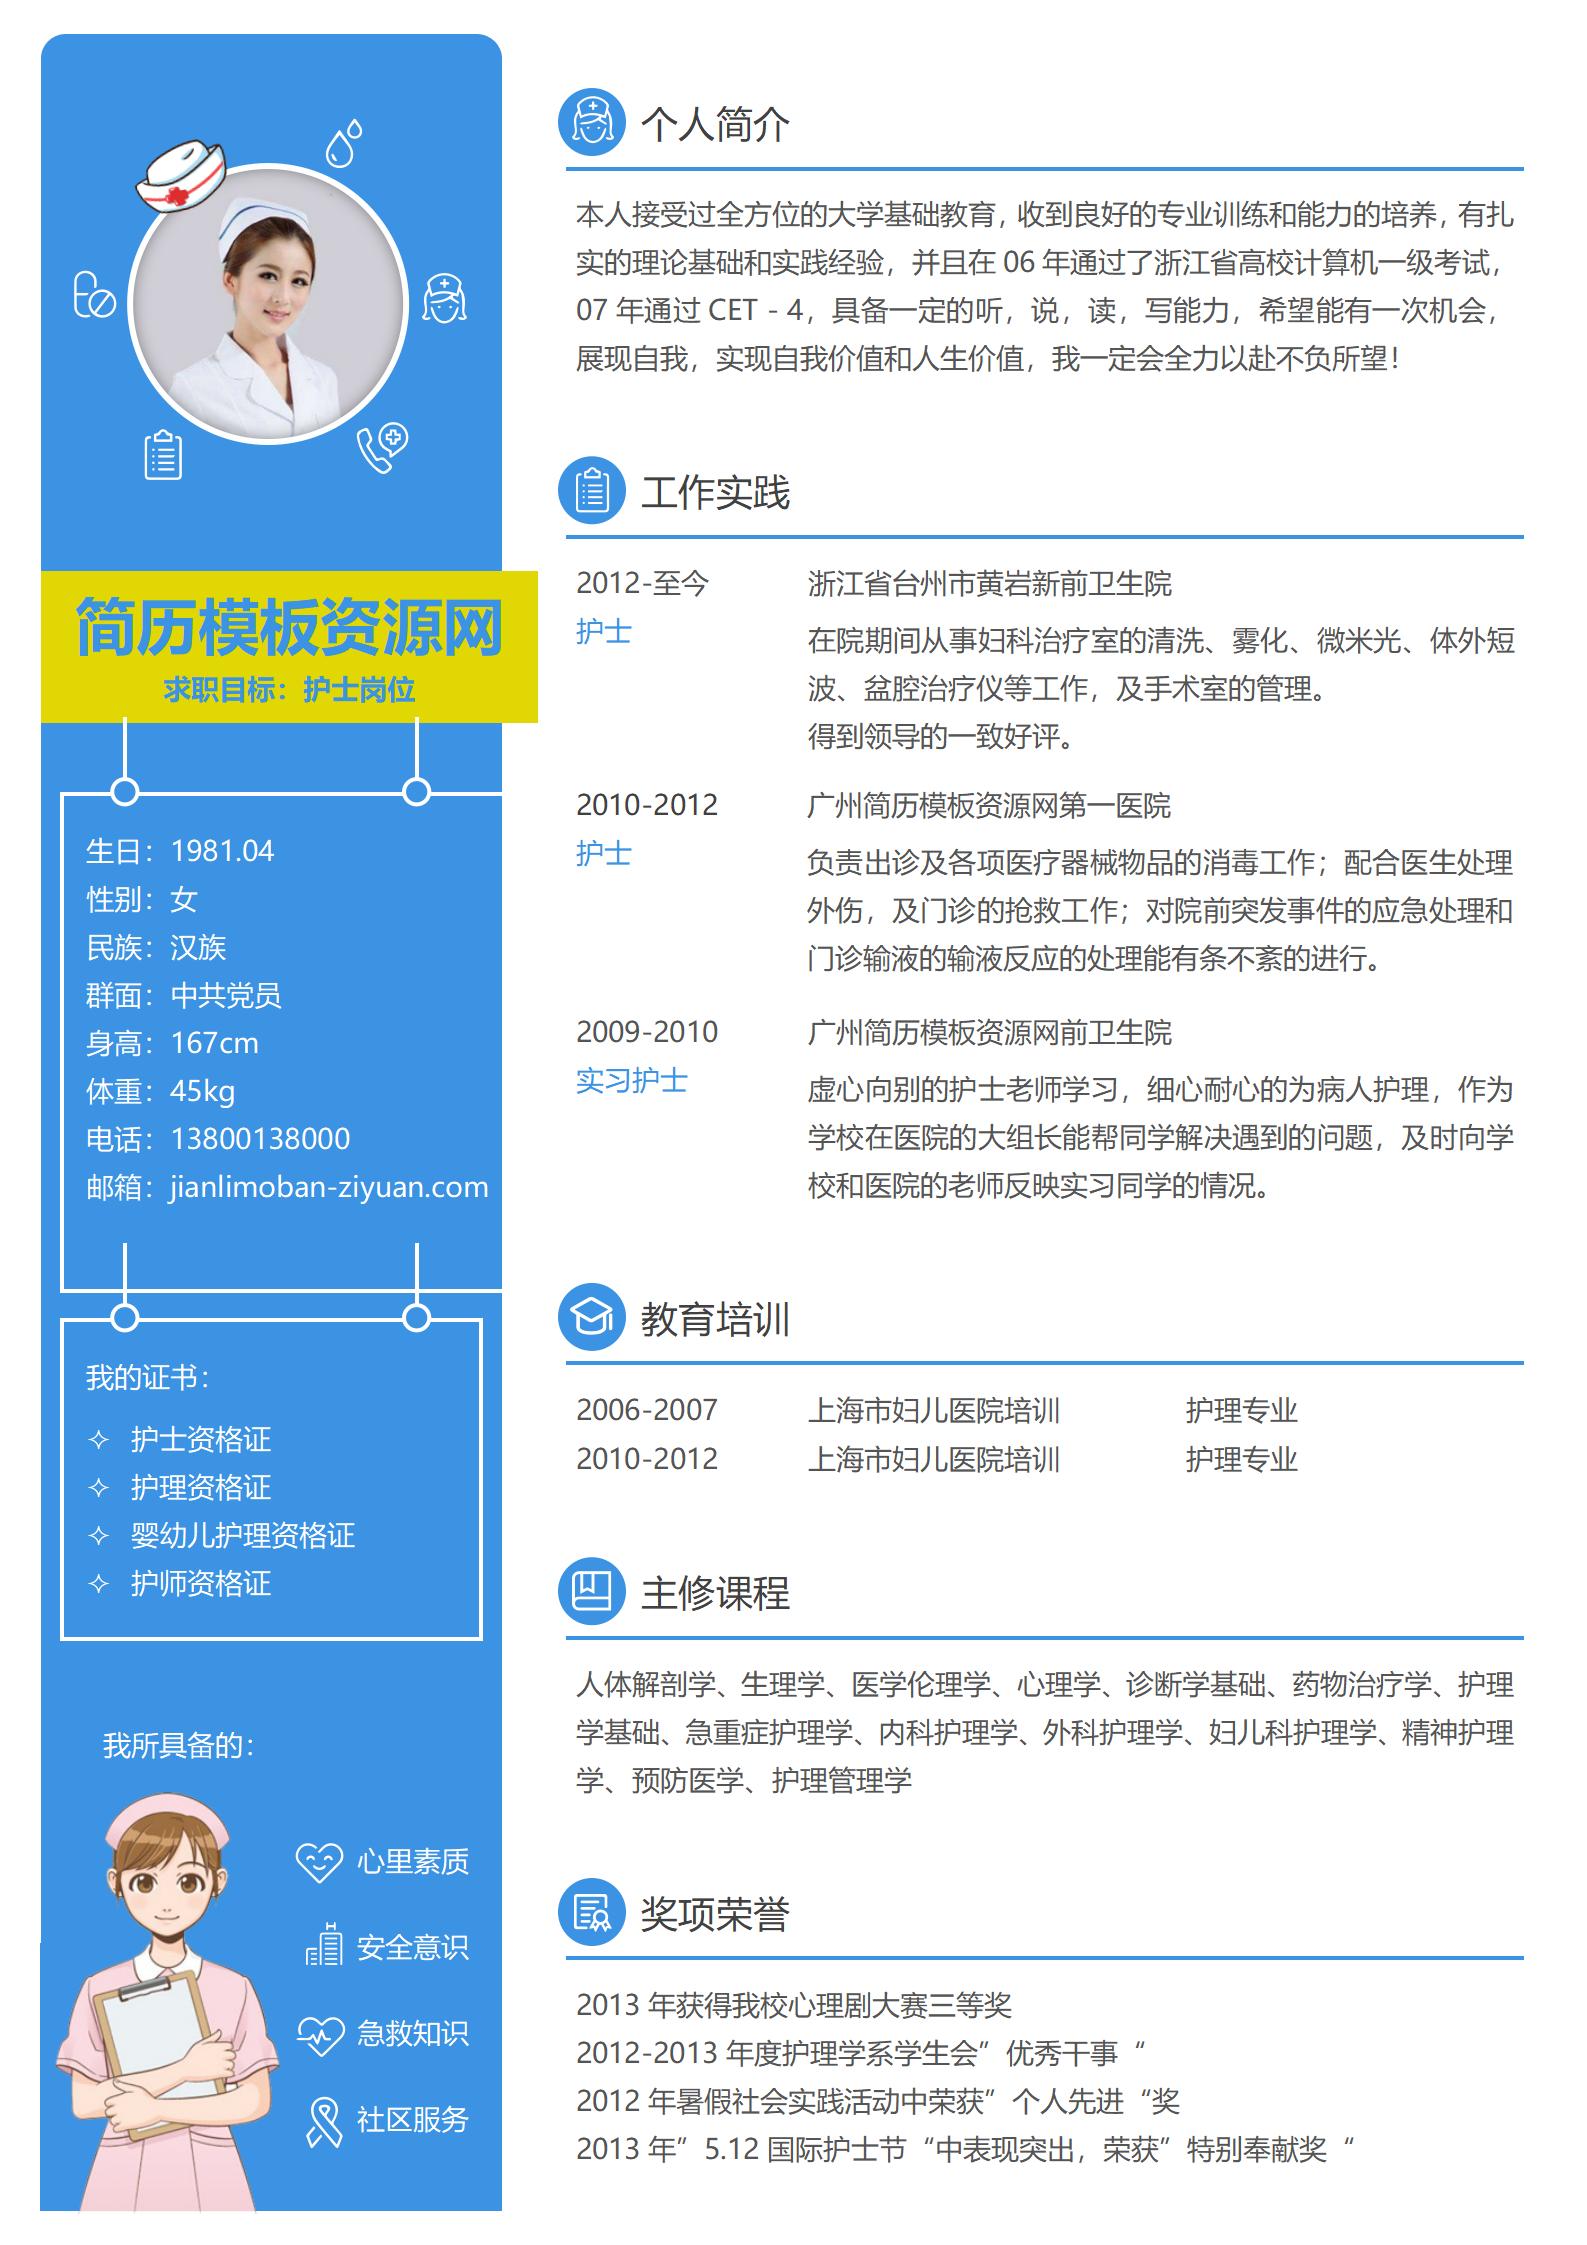 简历模板资源网
求职目标：护士岗位
生日：1981.04
性别：女
民族：汉族
群面：中共党员
身高：167cm
体重：45kg
电话：13800138000
邮箱：jianlimoban-ziyuan.com
我的证书：
✧ 护士资格证
✧ 护理资格证
✧ 婴幼儿护理资格证
✧ 护师资格证
我所具备的：
心里素质
安全意识
急救知识
社区服务
个人简介
本人接受过全方位的大学基础教育，收到良好的专业训练和能力的培养，有扎
实的理论基础和实践经验，并且在 06 年通过了浙江省高校计算机一级考试，
07 年通过 CET - 4，具备一定的听，说，读，写能力，希望能有一次机会，
展现自我，实现自我价值和人生价值，我一定会全力以赴不负所望！
工作实践
2012-至今 浙江省台州市黄岩新前卫生院
护士
在院期间从事妇科治疗室的清洗、雾化、微米光、体外短
波、盆腔治疗仪等工作，及手术室的管理。
得到领导的一致好评。
2010-2012 广州简历模板资源网第一医院
护士
负责出诊及各项医疗器械物品的消毒工作；配合医生处理
外伤，及门诊的抢救工作；对院前突发事件的应急处理和
门诊输液的输液反应的处理能有条不紊的进行。
2009-2010 广州简历模板资源网前卫生院
实习护士
虚心向别的护士老师学习，细心耐心的为病人护理，作为
学校在医院的大组长能帮同学解决遇到的问题，及时向学
校和医院的老师反映实习同学的情况。
教育培训
2006-2007 上海市妇儿医院培训 护理专业
2010-2012 上海市妇儿医院培训 护理专业
主修课程
人体解剖学、生理学、医学伦理学、心理学、诊断学基础、药物治疗学、护理
学基础、急重症护理学、内科护理学、外科护理学、妇儿科护理学、精神护理
学、预防医学、护理管理学
奖项荣誉
2013 年获得我校心理剧大赛三等奖
2012-2013 年度护理学系学生会”优秀干事“
2012 年暑假社会实践活动中荣获”个人先进“奖
2013 年”5.12 国际护士节“中表现突出，荣获”特别奉献奖“